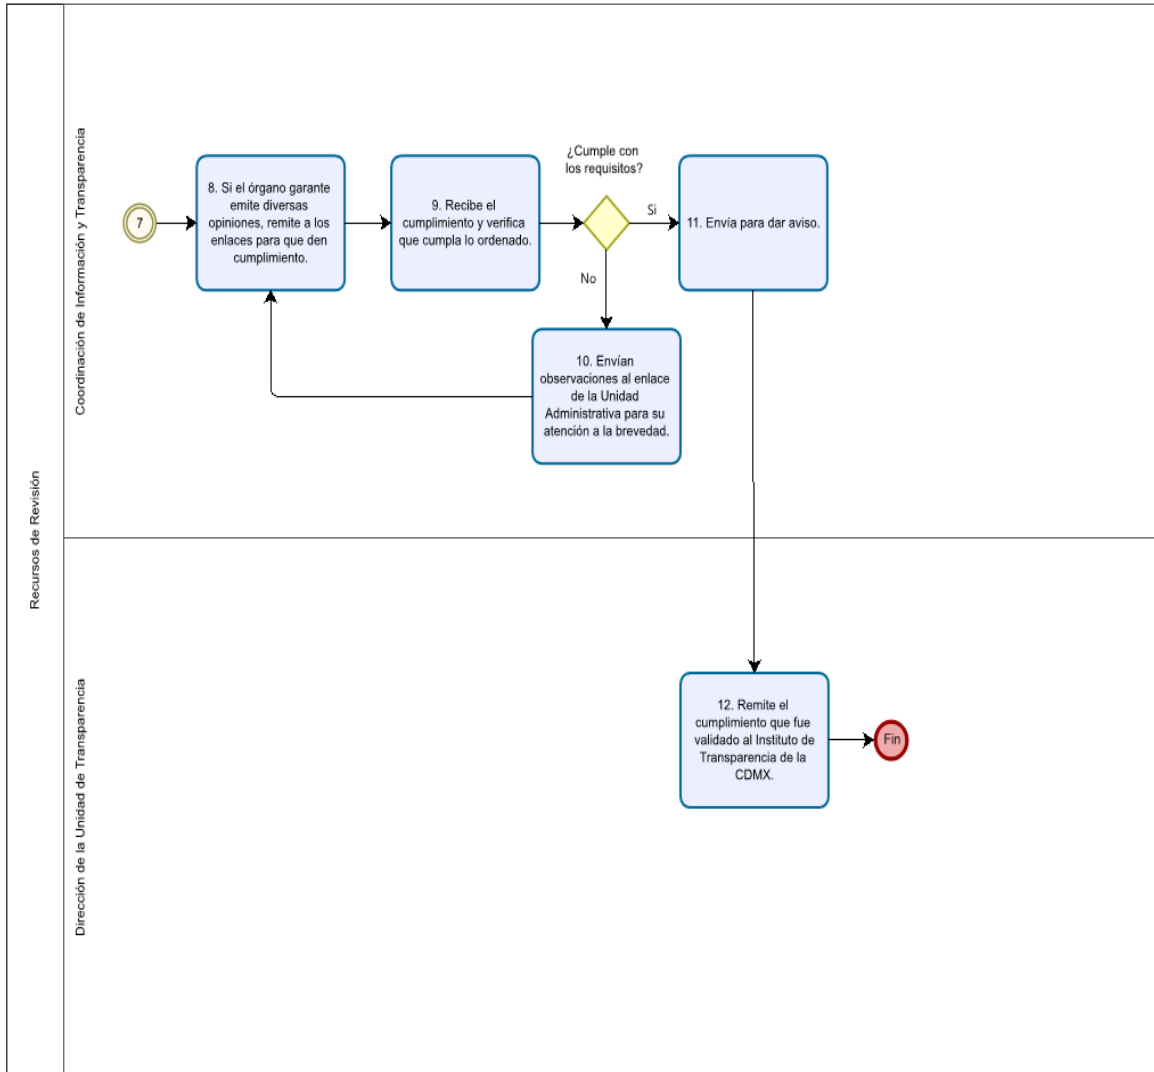 Recursos de Revisión
Coordinación de Información y Transparencia
7
8. Si el órgano garante
emite diversas
opiniones, remite a los
enlaces para que den
cumplimiento.
9. Recibe el
cumplimiento y verifica
que cumpla lo ordenado.
¿Cumple con
los requisitos?
Si
No
11. Envía para dar aviso.
10. Envían
observaciones al enlace
de la Unidad
Administrativa para su
atención a la brevedad.
Dirección de la Unidad de Transparencia
12. Remite el
cumplimiento que fue
validado al Instituto de
Transparencia de la
CDMX.
Fin